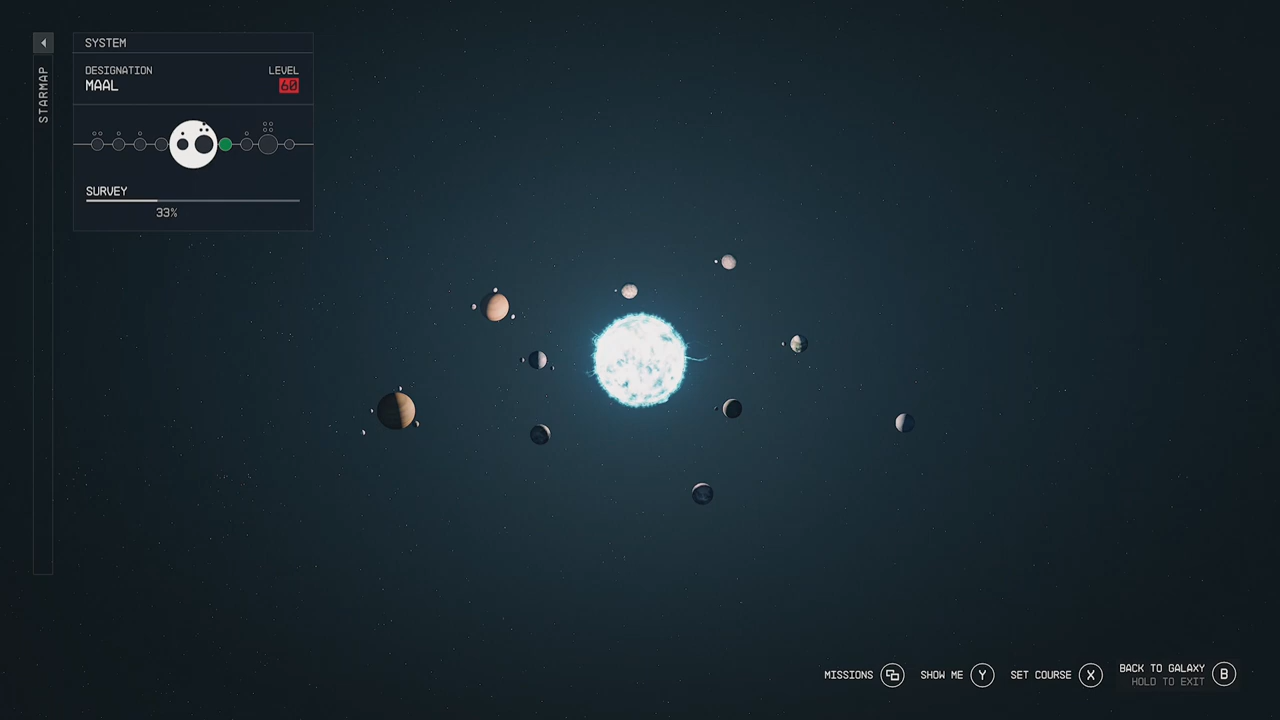 STARMAP
SYSTEM
DESIGNATION LEVEL
MAAL 60
SURVEY
33%
MISSIONS SHOW ME Y SET COURSE X BACK TO GALAXY B
HOLD TO EXIT